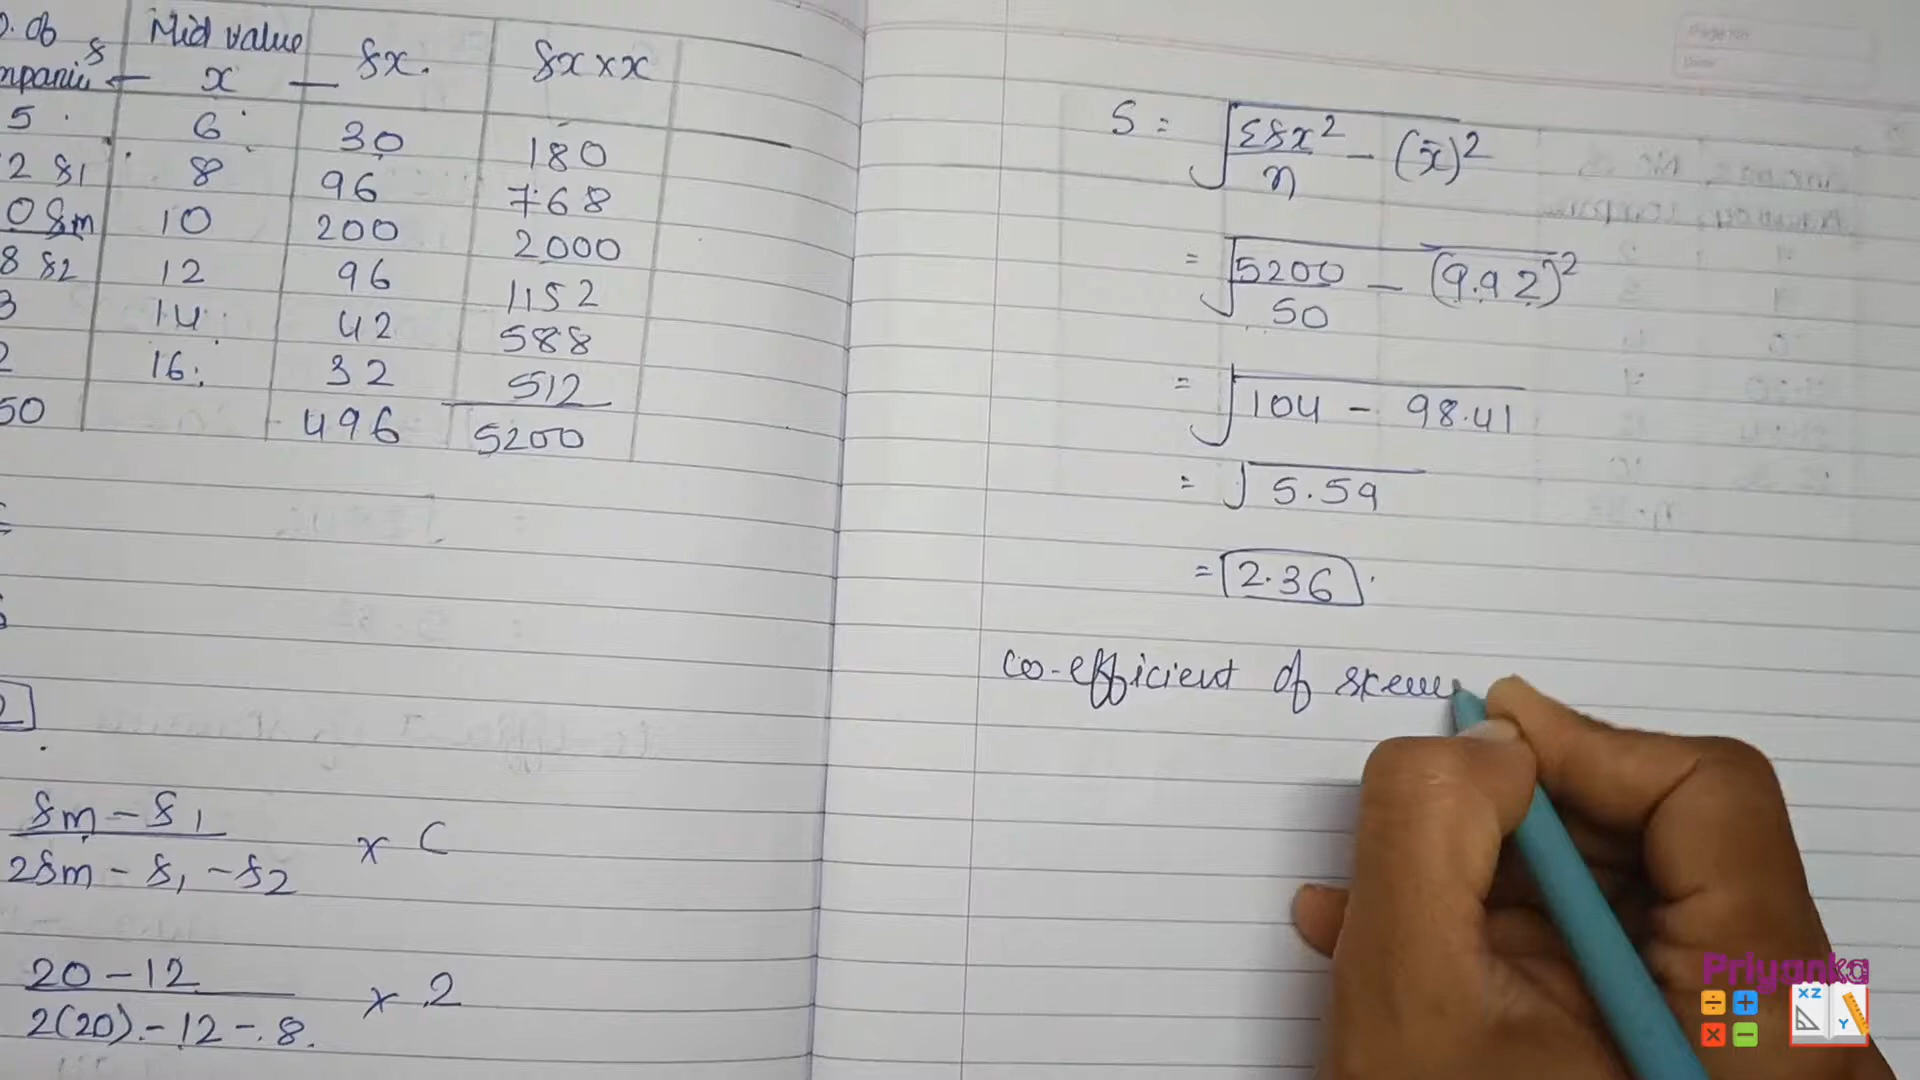 Mid value
x
fx.
fx×x
5 6 30 180
2 f1 8 96 768
0 fm 10 200 2000
8 f2 12 96 1152
3 14 42 588
2 16 32 512
50 496 5200
fm - f1
2fm - f1 - f2 × C
20 - 12
2(20) - 12 - 8. × 2
S = √Σfx²/n - (x̄)²
= √5200/50 - (9.92)²
= √104 - 98.41
= √5.59
= 2.36
co-efficient of skew
Priyanka
XZ
Y